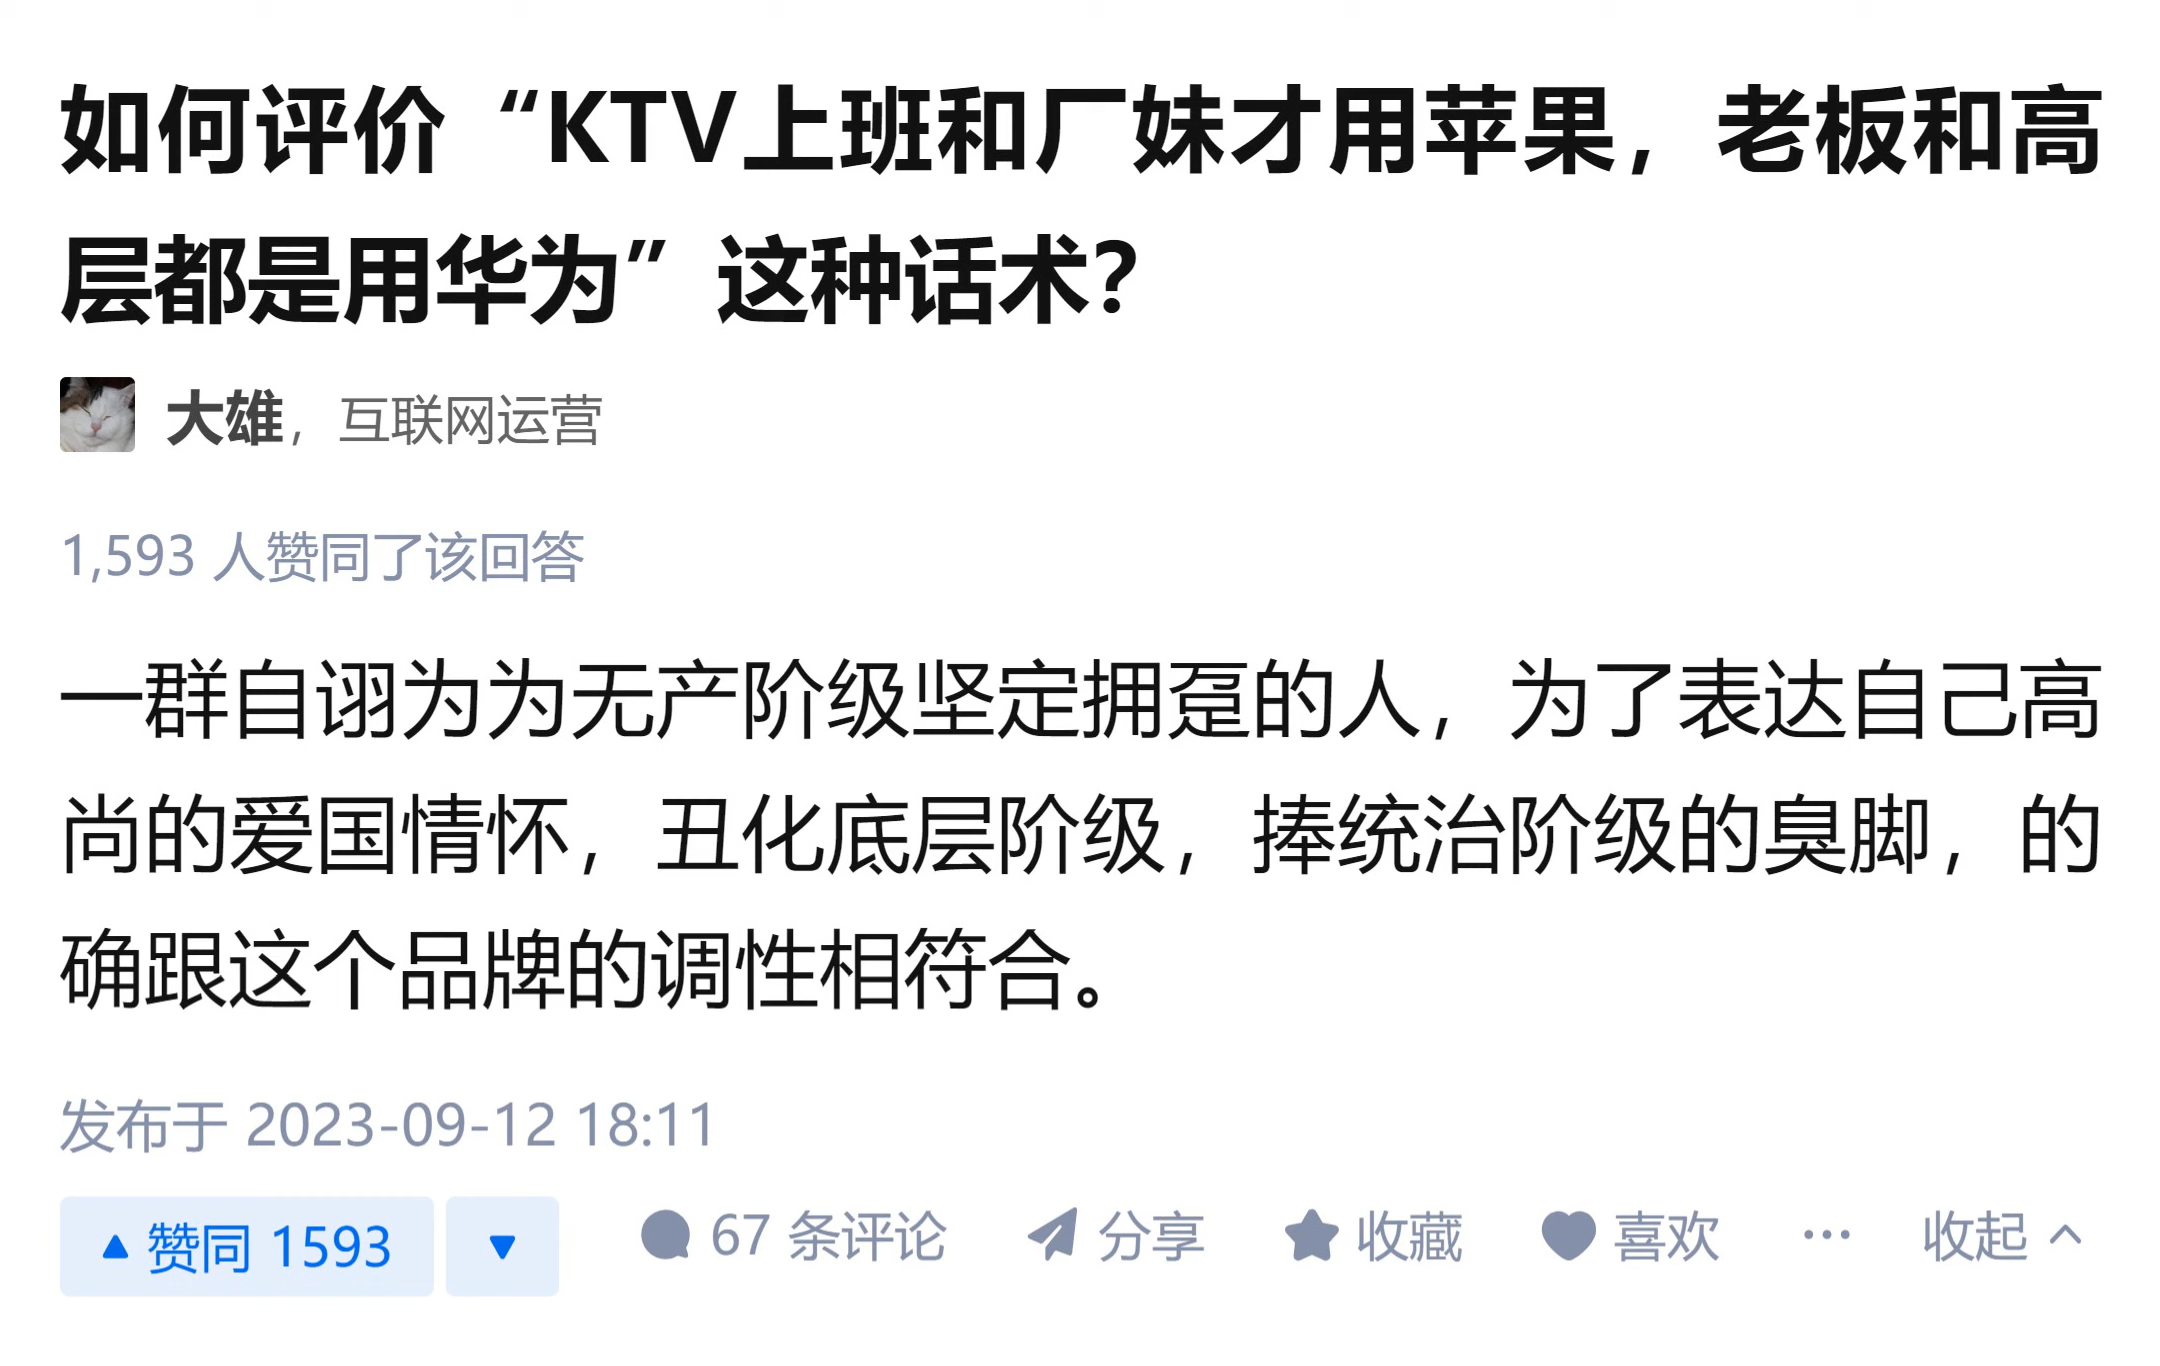 如何评价“KTV上班和厂妹才用苹果，老板和高
层都是用华为”这种话术？
大雄，互联网运营
1,593 人赞同了该回答
一群自诩为为无产阶级坚定拥趸的人，为了表达自己高
尚的爱国情怀，丑化底层阶级，捧统治阶级的臭脚，的
确跟这个品牌的调性相符合。
发布于 2023-09-12 18:11
赞同 1593 67 条评论 分享 收藏 喜欢 ··· 收起